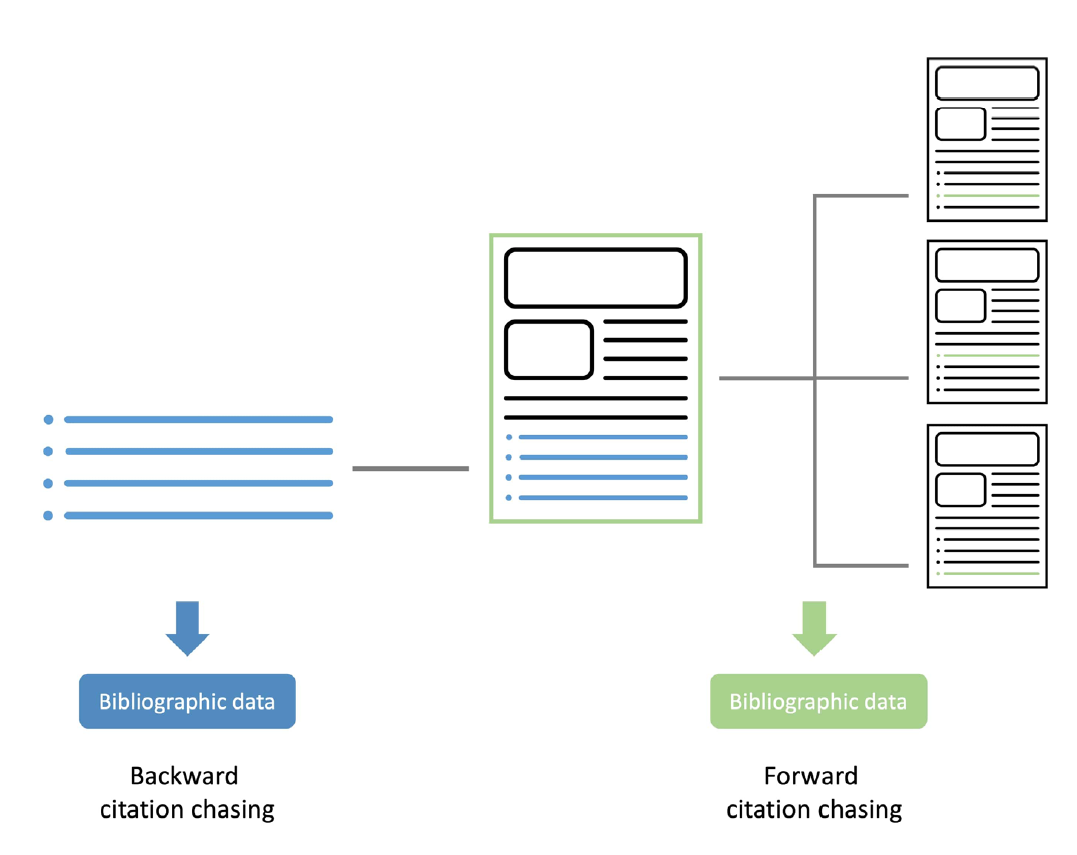 Bibliographic data
Backward
citation chasing
Bibliographic data
Forward
citation chasing